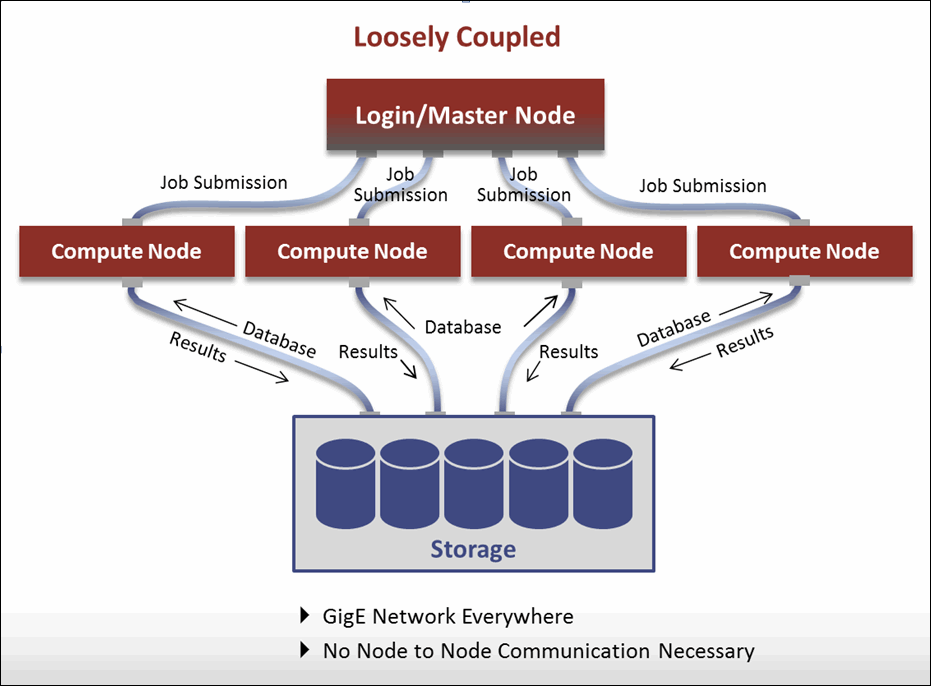 Loosely Coupled
Login/Master Node
Job Submission
Job
Submission
Job
Submission
Job Submission
Compute Node
Compute Node
Compute Node
Compute Node
Database
Results
Database
Results
Results
Database
Results
Storage
GigE Network Everywhere
No Node to Node Communication Necessary